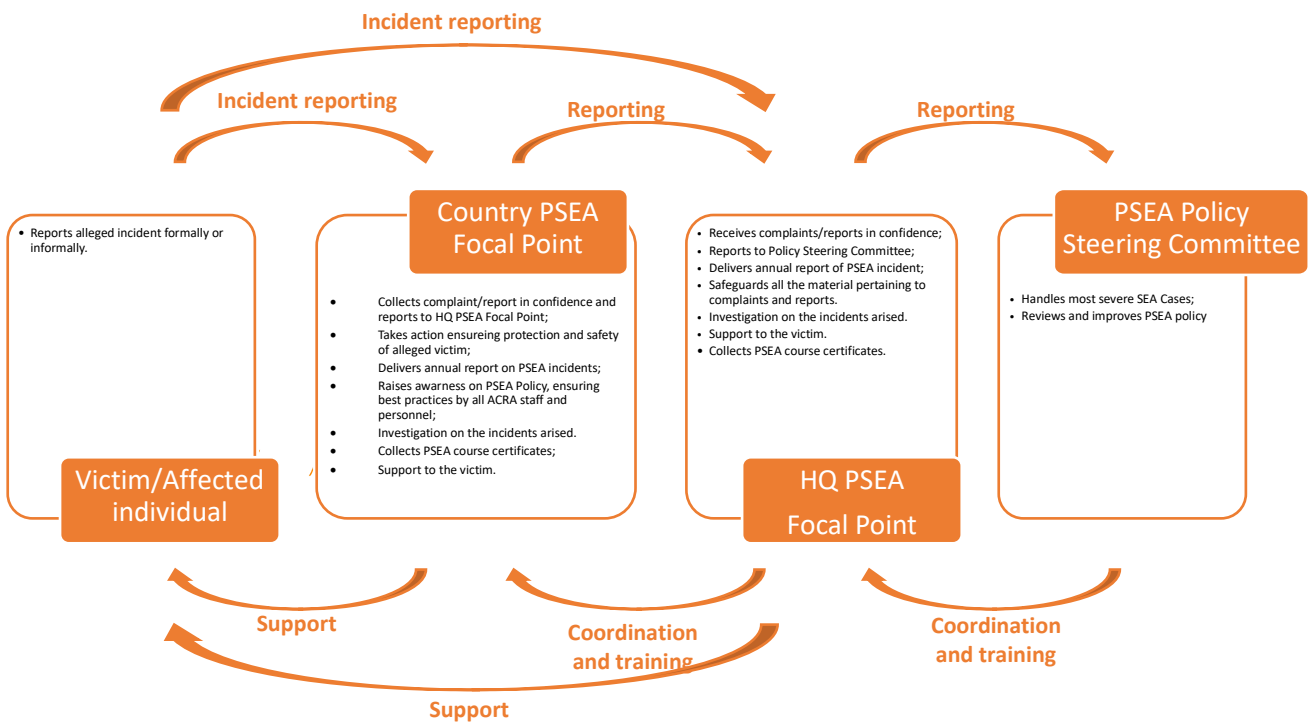 Incident reporting
Incident reporting
Reporting
Reporting
• Reports alleged incident formally or
informally.
Victim/Affected
individual
Country PSEA
Focal Point
• Collects complaint/report in confidence and
reports to HQ PSEA Focal Point;
• Takes action ensureing protection and safety
of alleged victim;
• Delivers annual report on PSEA incidents;
• Raises awarness on PSEA Policy, ensuring
best practices by all ACRA staff and
personnel;
• Investigation on the incidents arised.
• Collects PSEA course certificates;
• Support to the victim.
• Receives complaints/reports in confidence;
• Reports to Policy Steering Committee;
• Delivers annual report of PSEA incident;
• Safeguards all the material pertaining to
complaints and reports.
• Investigation on the incidents arised.
• Support to the victim.
• Collects PSEA course certificates.
HQ PSEA
Focal Point
PSEA Policy
Steering Committee
• Handles most severe SEA Cases;
• Reviews and improves PSEA policy
Support
Coordination
and training
Coordination
and training
Support